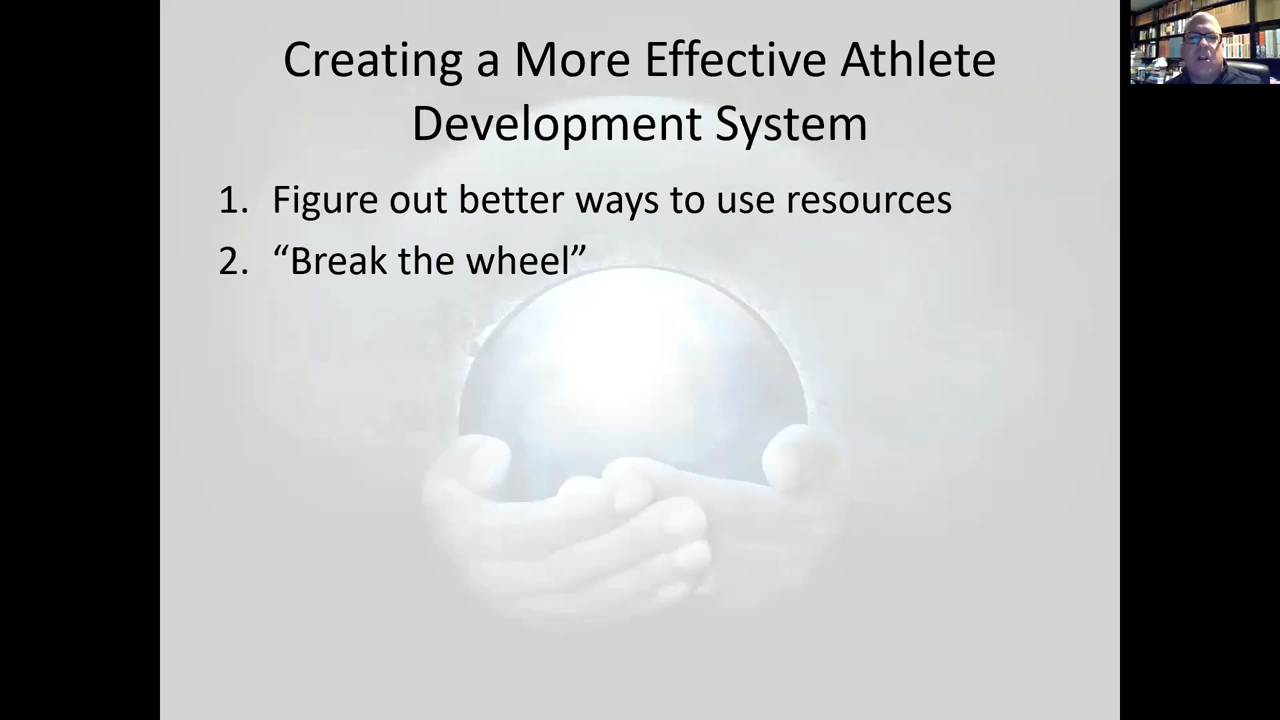 Creating a More Effective Athlete
Development System
1. Figure out better ways to use resources
2. “Break the wheel”